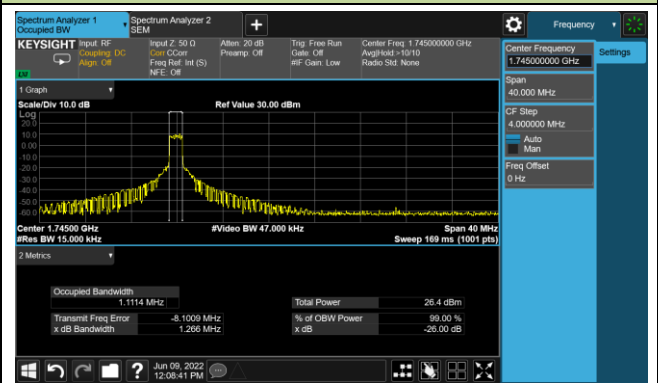 Spectrum Analyzer 1
Occupied BW
Spectrum Analyzer 2
SEM
+
Frequency
KEYSIGHT
Input: RF
Coupling: DC
Align: Off
Input Z: 50 Ω
Corr CCorr
Freq Ref: Int (S)
NFE: Off
Atten: 20 dB
Preamp: Off
Trig: Free Run
Gate: Off
#IF Gain: Low
Center Freq: 1.745000000 GHz
Avg|Hold:>10/10
Radio Std: None
Center Frequency
1.745000000 GHz
Settings
Span
40.000 MHz
CF Step
4.000000 MHz
Auto
Man
Freq Offset
0 Hz
1 Graph
Scale/Div 10.0 dB
Ref Value 30.00 dBm
Log
20.0
10.0
0.00
-10.0
-20.0
-30.0
-40.0
-50.0
-60.0
Center 1.74500 GHz
#Video BW 47.000 kHz
Span 40 MHz
#Res BW 15.000 kHz
Sweep 169 ms (1001 pts)
2 Metrics
Occupied Bandwidth
1.1114 MHz
Total Power
26.4 dBm
Transmit Freq Error
-8.1009 MHz
% of OBW Power
99.00 %
x dB Bandwidth
1.266 MHz
x dB
-26.00 dB
?
Jun 09, 2022
12:08:41 PM